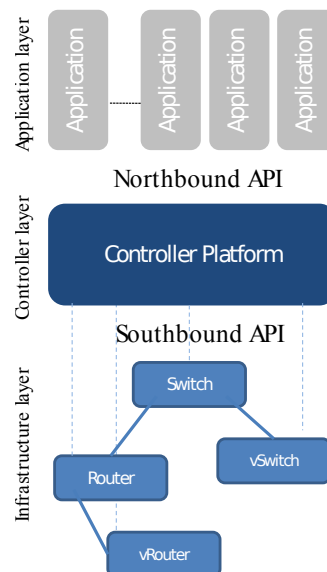 Application layer
Application
Application
Application
Application
Northbound API
Controller layer
Controller Platform
Southbound API
Infrastructure layer
Switch
vSwitch
Router
vRouter